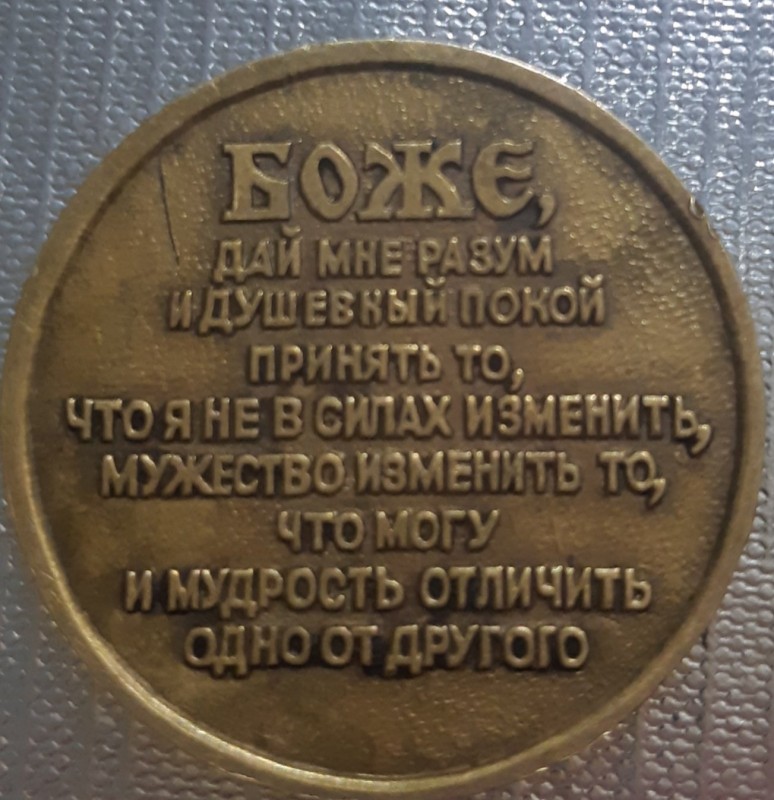 БОЖЕ,
ДАЙ МНЕ РАЗУМ
И ДУШЕВНЫЙ ПОКОЙ
ПРИНЯТЬ ТО,
ЧТО Я НЕ В СИЛАХ ИЗМЕНИТЬ,
МУЖЕСТВО ИЗМЕНИТЬ ТО,
ЧТО МОГУ
И МУДРОСТЬ ОТЛИЧИТЬ
ОДНО ОТ ДРУГОГО